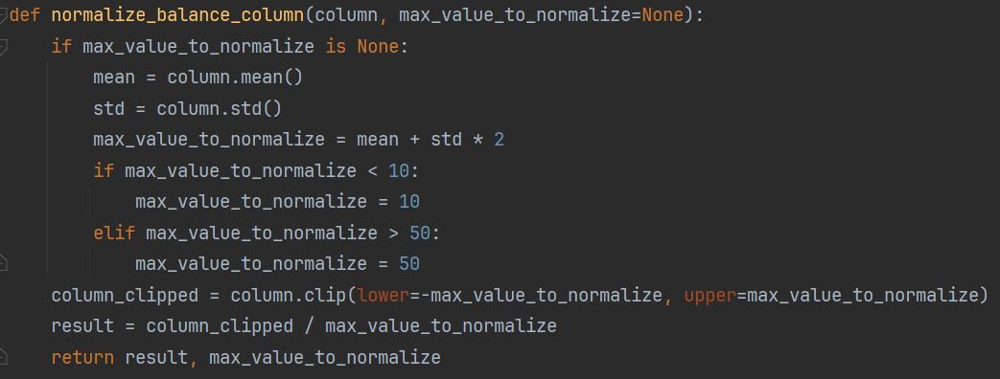 def normalize_balance_column(column, max_value_to_normalize=None):
    if max_value_to_normalize is None:
        mean = column.mean()
        std = column.std()
        max_value_to_normalize = mean + std * 2
        if max_value_to_normalize < 10:
            max_value_to_normalize = 10
        elif max_value_to_normalize > 50:
            max_value_to_normalize = 50
    column_clipped = column.clip(lower=-max_value_to_normalize, upper=max_value_to_normalize)
    result = column_clipped / max_value_to_normalize
    return result, max_value_to_normalize